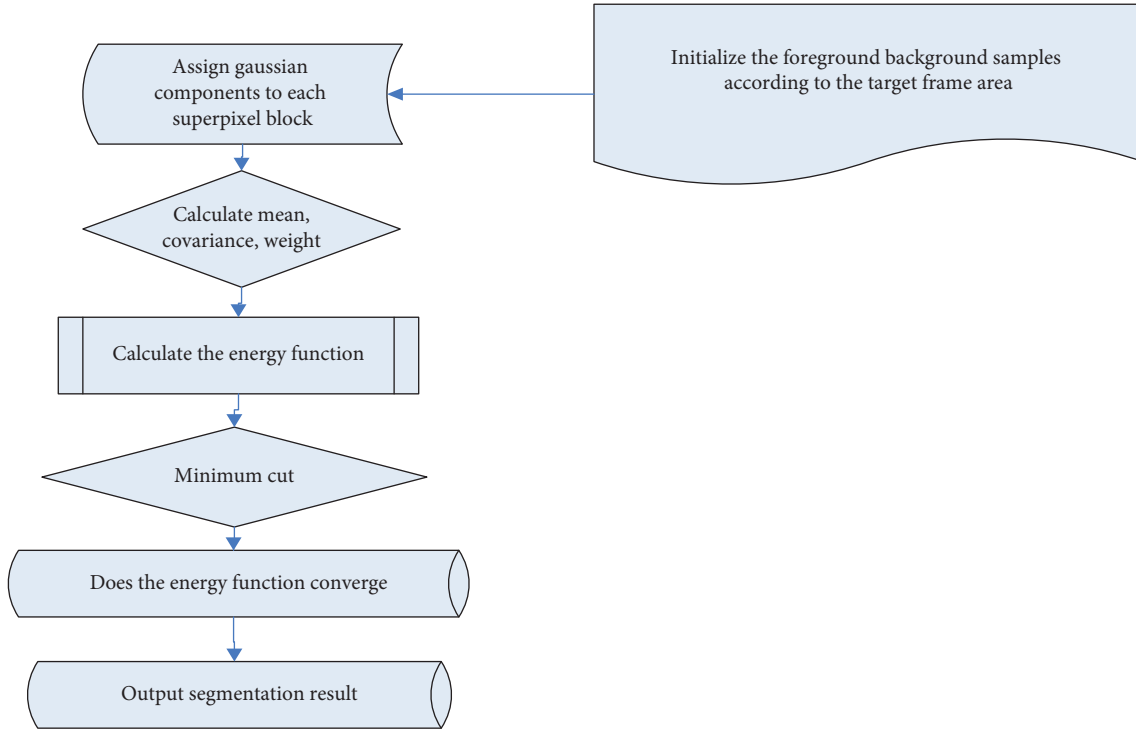 Assign gaussian
components to each
superpixel block
Initialize the foreground background samples
according to the target frame area
Calculate mean,
covariance, weight
Calculate the energy function
Minimum cut
Does the energy function converge
Output segmentation result